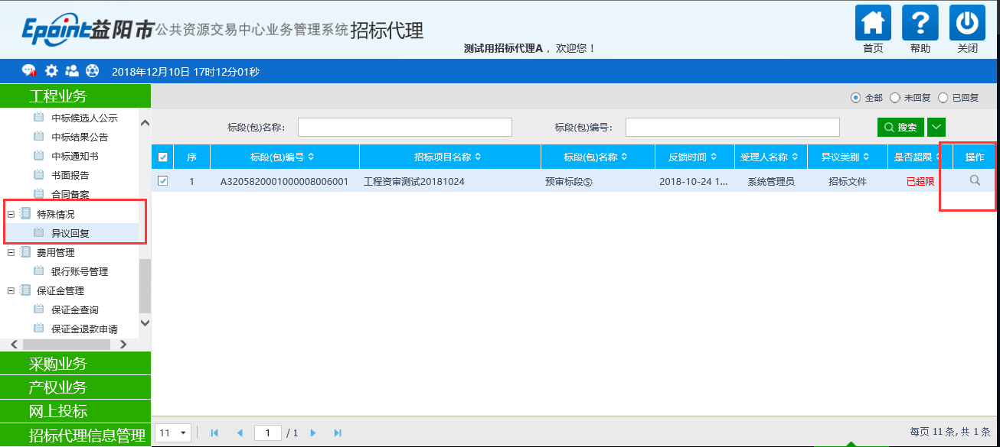 Epoint益阳市公共资源交易中心业务管理系统招标代理
首页 帮助 关闭
测试用招标代理A ，欢迎您！
2018年12月10日 17时12分01秒
工程业务
全部 未回复 已回复
中标候选人公示
标段(包)名称: 标段(包)编号: 搜索
中标结果公告
中标通知书
书面报告
合同备案
特殊情况
异议回复
费用管理
银行账号管理
保证金管理
保证金查询
保证金退款申请
采购业务
产权业务
网上投标
招标代理信息管理
序 标段(包)编号 招标项目名称 标段(包)名称 反馈时间 受理人名称 异议类别 是否超限 操作
1 A3205820001000008006001 工程资审测试20181024 预审标段⑤ 2018-10-24 1... 系统管理员 招标文件 已超限
11 1 / 1 每页 11 条, 共 1 条